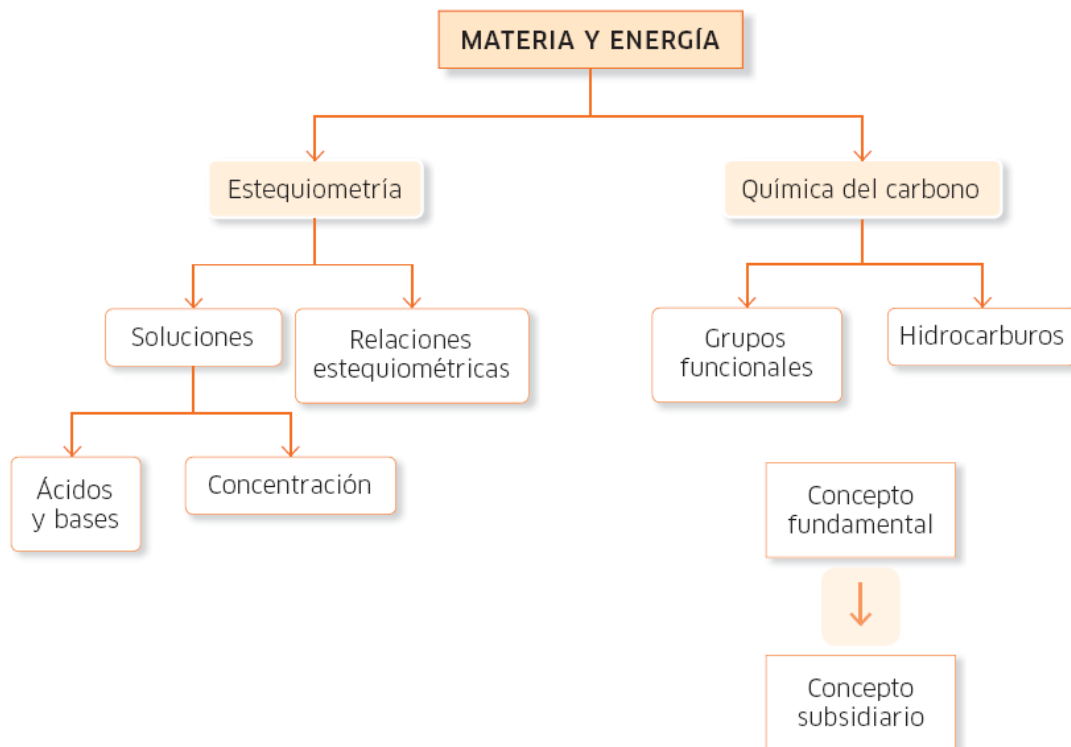 MATERIA Y ENERGÍA
Estequiometría
Química del carbono
Soluciones
Relaciones
estequiométricas
Grupos
funcionales
Hidrocarburos
Ácidos
y bases
Concentración
Concepto
fundamental
Concepto
subsidiario